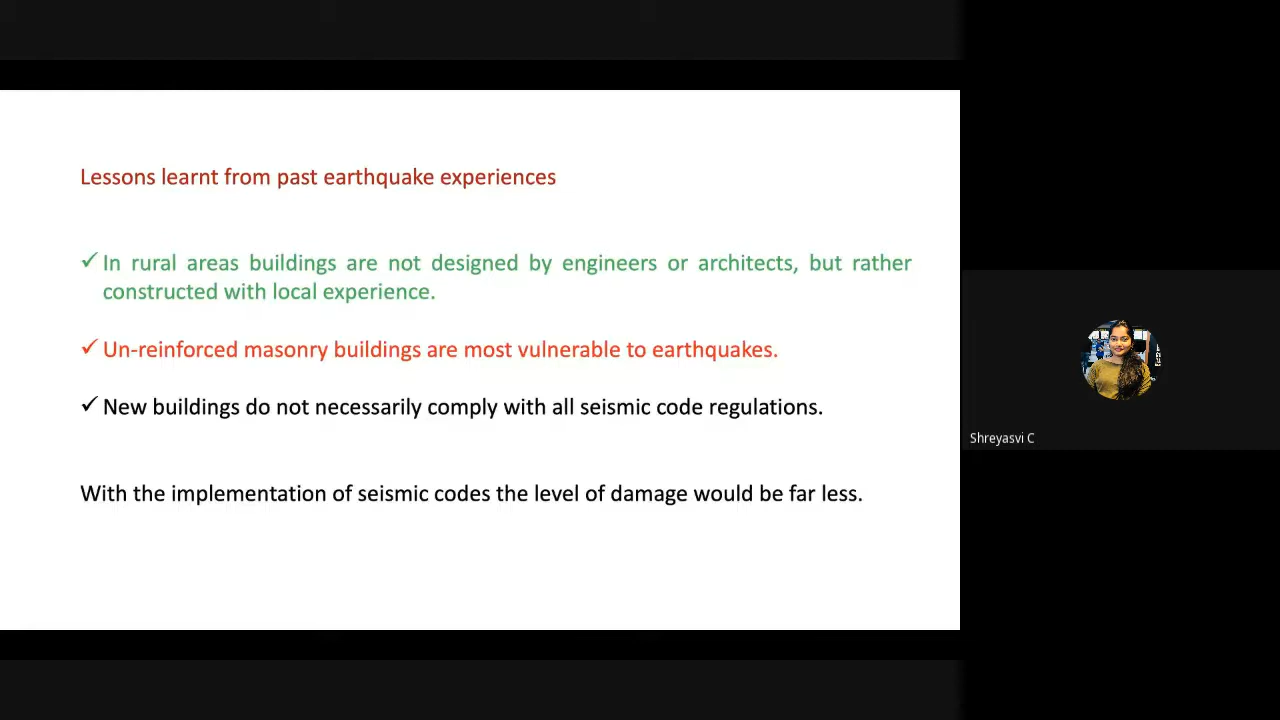 Lessons learnt from past earthquake experiences
✓ In rural areas buildings are not designed by engineers or architects, but rather
constructed with local experience.
✓ Un-reinforced masonry buildings are most vulnerable to earthquakes.
✓ New buildings do not necessarily comply with all seismic code regulations.
With the implementation of seismic codes the level of damage would be far less.
Shreyasvi C